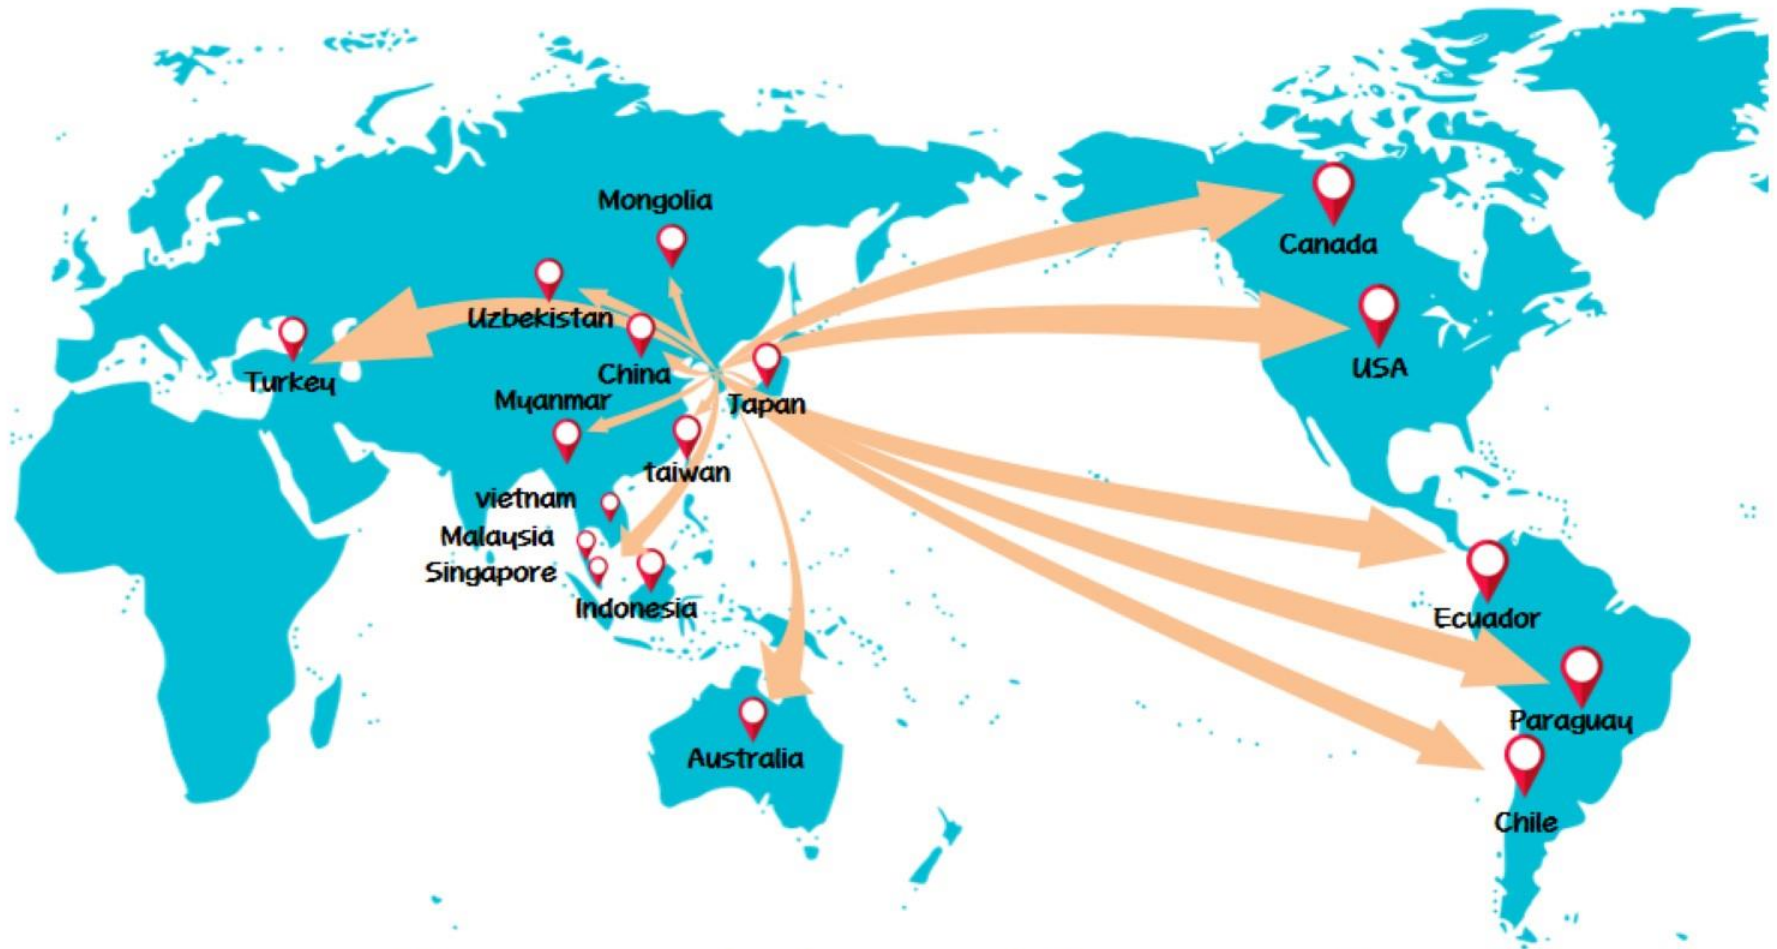 Mongolia
Canada
Uzbekistan
USA
China
Turkey
Myanmar
Japan
taiwan
vietnam
Malaysia
Singapore
Indonesia
Ecuador
Paraguay
Australia
Chile